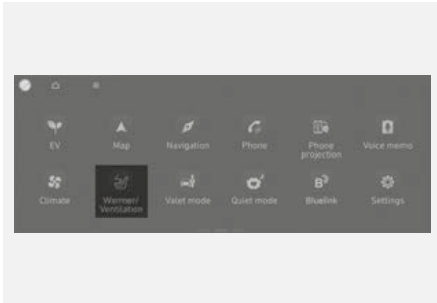 EV
Map
Navigation
Phone
Phone
projection
Voice memo
Climate
Warmer/
Ventilation
Valet mode
Quiet mode
Bluelink
Settings